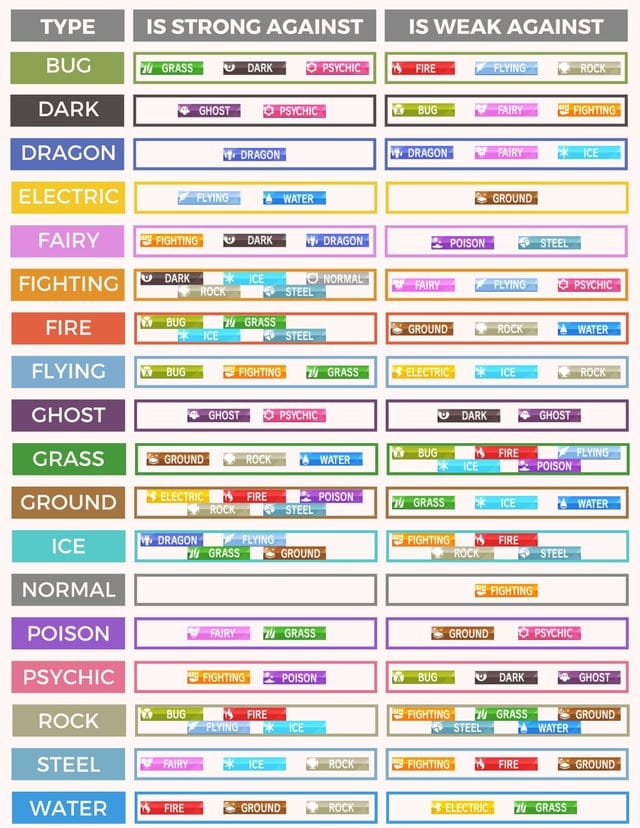 TYPE IS STRONG AGAINST IS WEAK AGAINST
BUG GRASS DARK PSYCHIC FIRE FLYING ROCK
DARK GHOST PSYCHIC BUG FAIRY FIGHTING
DRAGON DRAGON DRAGON FAIRY ICE
ELECTRIC FLYING WATER GROUND
FAIRY FIGHTING DARK DRAGON POISON STEEL
FIGHTING DARK ICE NORMAL ROCK STEEL FAIRY FLYING PSYCHIC
FIRE BUG GRASS ICE STEEL GROUND ROCK WATER
FLYING BUG FIGHTING GRASS ELECTRIC ICE ROCK
GHOST GHOST PSYCHIC DARK GHOST
GRASS GROUND ROCK WATER BUG FIRE FLYING ICE POISON
GROUND ELECTRIC FIRE POISON ROCK STEEL GRASS ICE WATER
ICE DRAGON FLYING GRASS GROUND FIGHTING FIRE ROCK STEEL
NORMAL FIGHTING
POISON FAIRY GRASS GROUND PSYCHIC
PSYCHIC FIGHTING POISON BUG DARK GHOST
ROCK BUG FIRE FLYING ICE FIGHTING GRASS GROUND STEEL WATER
STEEL FAIRY ICE ROCK FIGHTING FIRE GROUND
WATER FIRE GROUND ROCK ELECTRIC GRASS